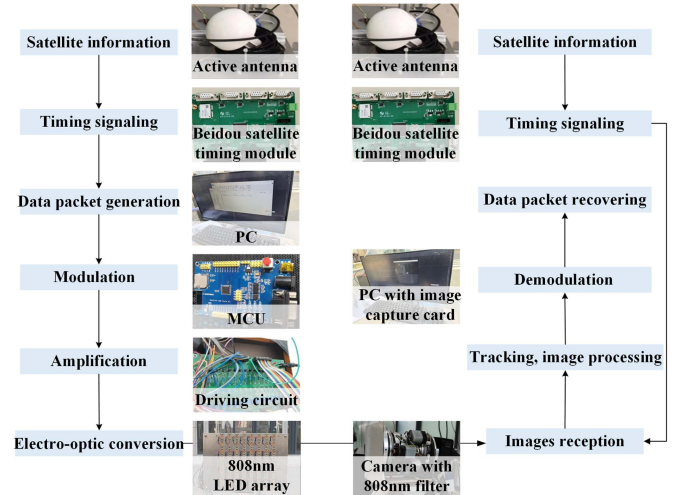 Satellite information
Timing signaling
Data packet generation
Modulation
Amplification
Electro-optic conversion
Active antenna
Beidou satellite
timing module
PC
MCU
Driving circuit
808nm
LED array
Active antenna
Beidou satellite
timing module
PC with image
capture card
Camera with
808nm filter
Satellite information
Timing signaling
Data packet recovering
Demodulation
Tracking, image processing
Images reception